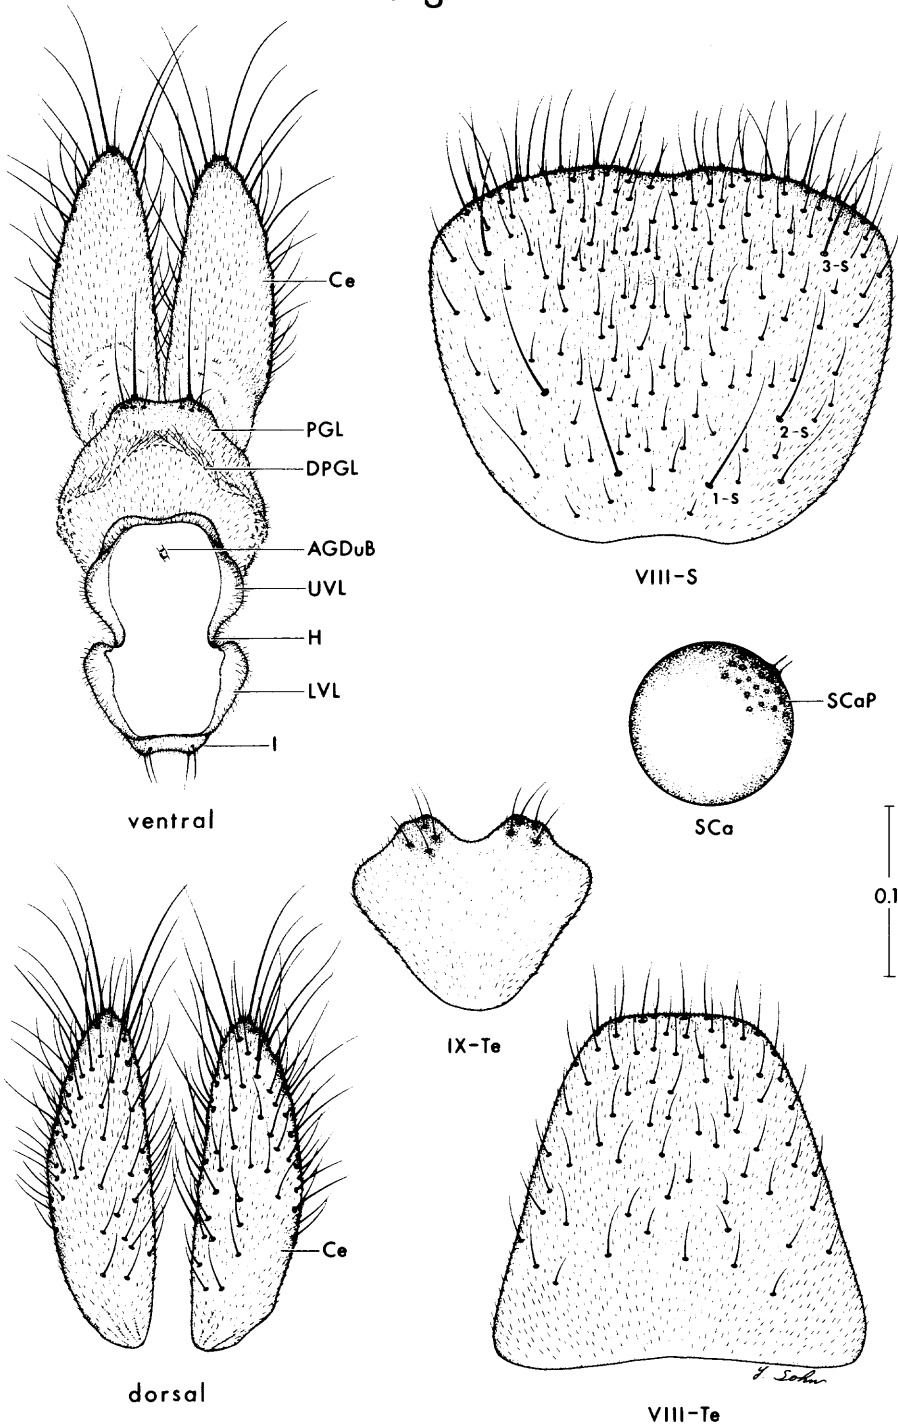 Ce
PGL
DPGL
AGDuB
UVL
H
LVL
I
ventral
3-S
2-S
1-S
VIII-S
SCaP
SCa
0.1
IX-Te
Ce
dorsal
Y. Sohn
VIII-Te